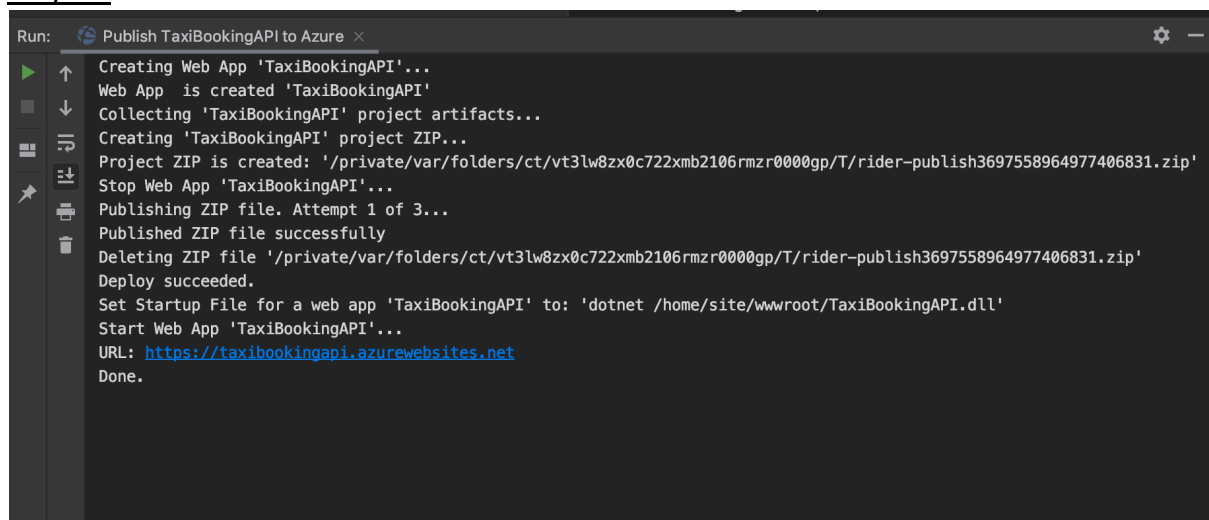 Run: Publish TaxiBookingAPI to Azure
Creating Web App 'TaxiBookingAPI'...
Web App  is created 'TaxiBookingAPI'
Collecting 'TaxiBookingAPI' project artifacts...
Creating 'TaxiBookingAPI' project ZIP...
Project ZIP is created: '/private/var/folders/ct/vt3lw8zx0c722xmb2106rmzr0000gp/T/rider-publish3697558964977406831.zip'
Stop Web App 'TaxiBookingAPI'...
Publishing ZIP file. Attempt 1 of 3...
Published ZIP file successfully
Deleting ZIP file '/private/var/folders/ct/vt3lw8zx0c722xmb2106rmzr0000gp/T/rider-publish3697558964977406831.zip'
Deploy succeeded.
Set Startup File for a web app 'TaxiBookingAPI' to: 'dotnet /home/site/wwwroot/TaxiBookingAPI.dll'
Start Web App 'TaxiBookingAPI'...
URL: https://taxibookingapi.azurewebsites.net
Done.